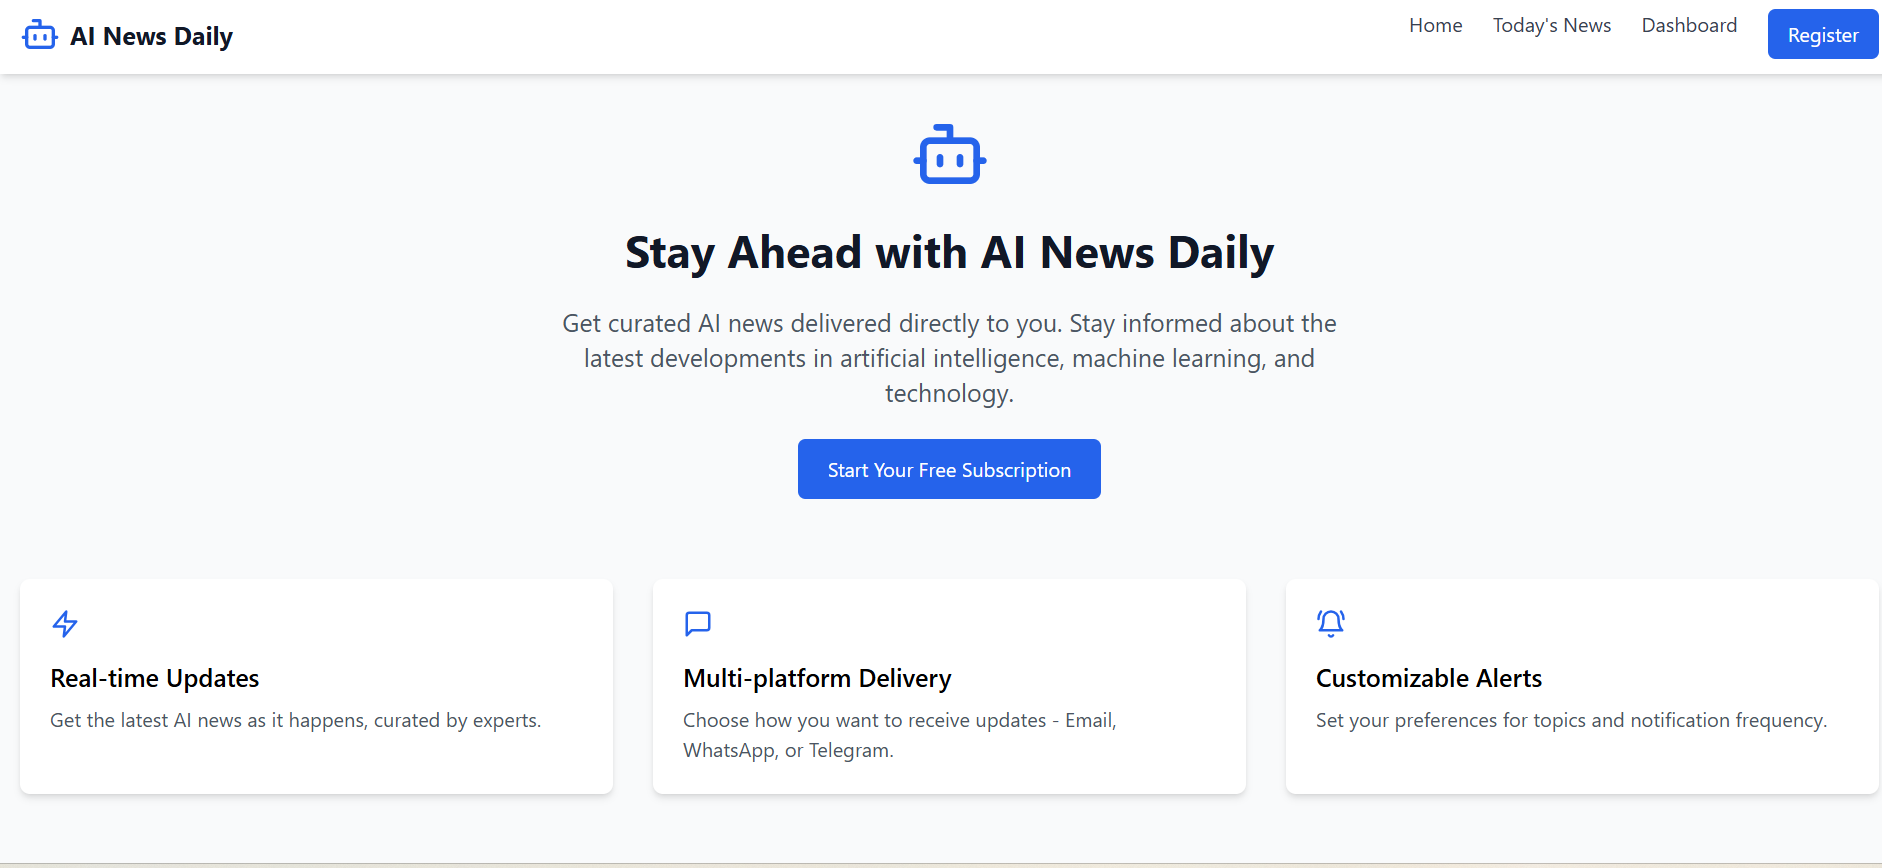 AI News Daily
Home
Today's News
Dashboard
Register
Stay Ahead with AI News Daily
Get curated AI news delivered directly to you. Stay informed about the
latest developments in artificial intelligence, machine learning, and
technology.
Start Your Free Subscription
Real-time Updates
Get the latest AI news as it happens, curated by experts.
Multi-platform Delivery
Choose how you want to receive updates - Email,
WhatsApp, or Telegram.
Customizable Alerts
Set your preferences for topics and notification frequency.